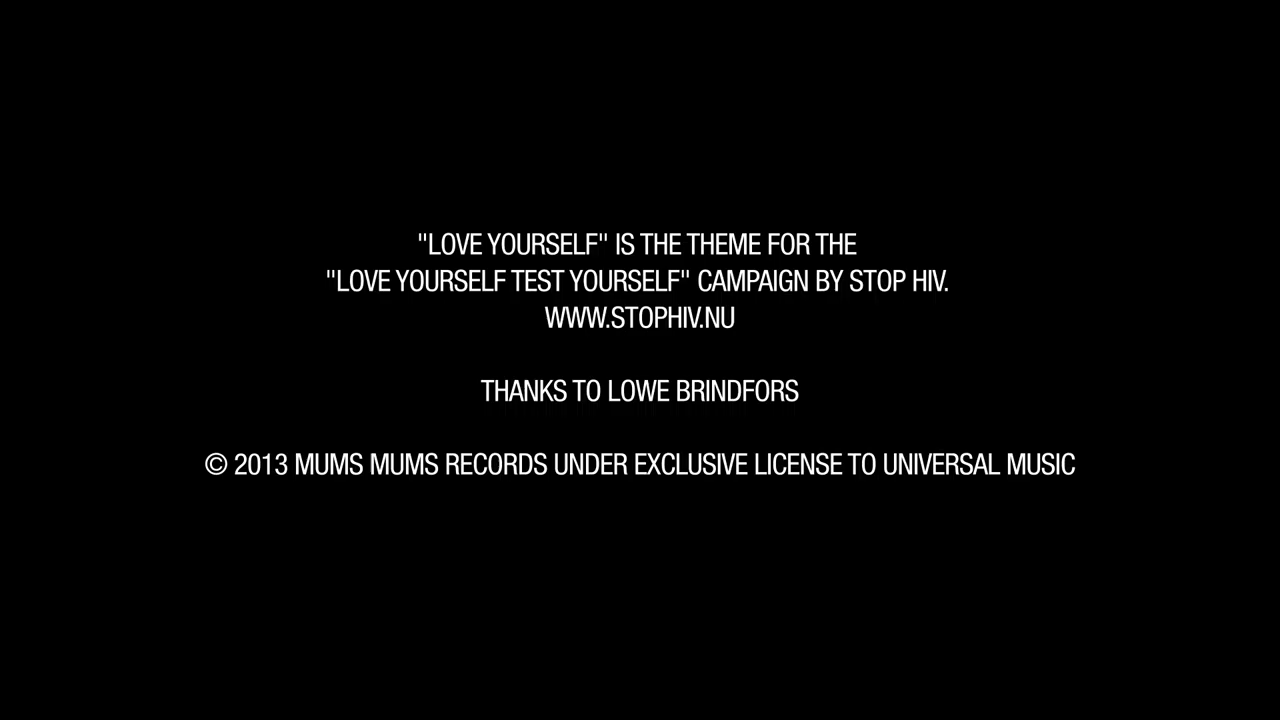 "LOVE YOURSELF" IS THE THEME FOR THE
"LOVE YOURSELF TEST YOURSELF" CAMPAIGN BY STOP HIV.
WWW.STOPHIV.NU
THANKS TO LOWE BRINDFORS
© 2013 MUMS MUMS RECORDS UNDER EXCLUSIVE LICENSE TO UNIVERSAL MUSIC